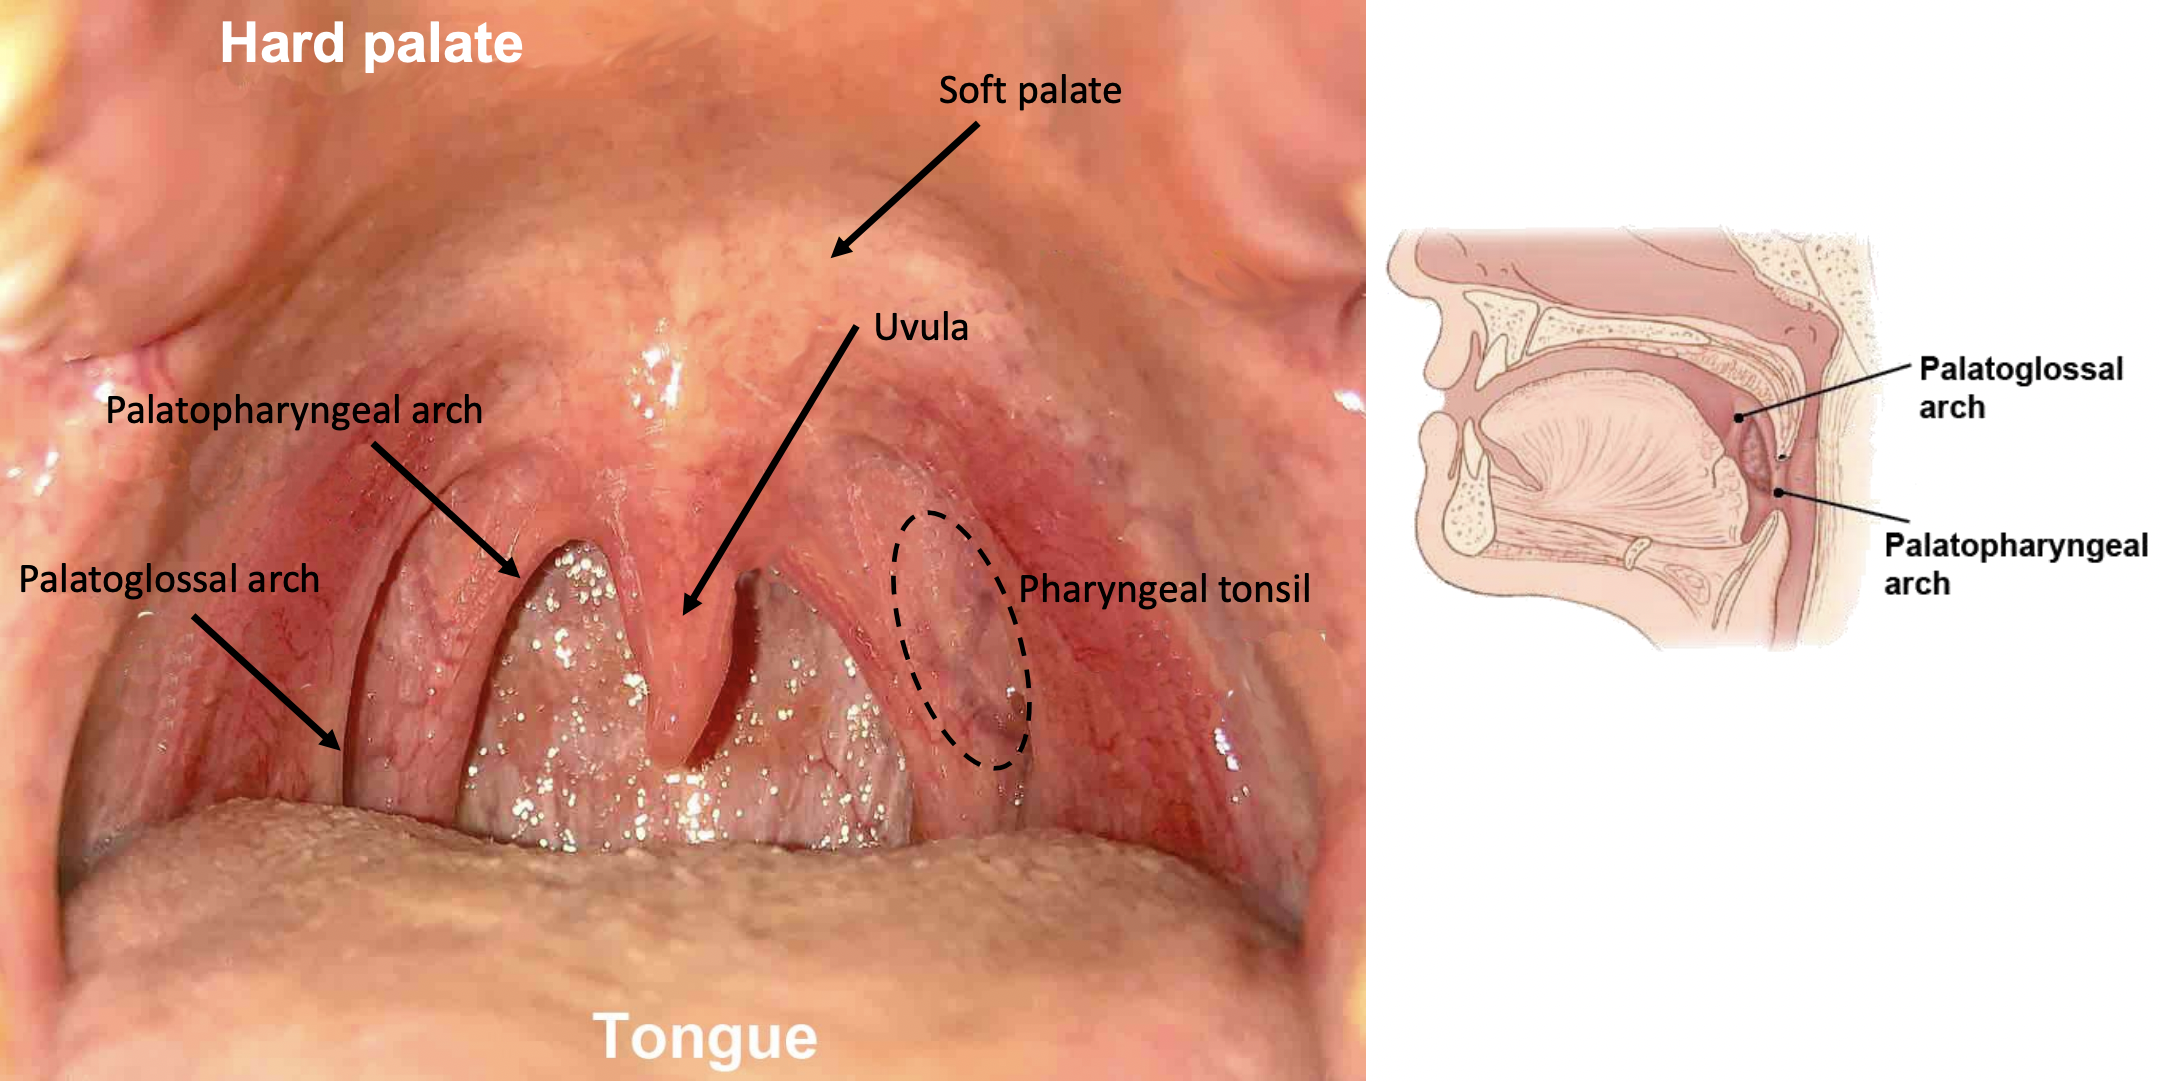 Hard palate
Soft palate
Uvula
Palatopharyngeal arch
Palatoglossal arch
Pharyngeal tonsil
Tongue
Palatoglossal
arch
Palatopharyngeal
arch